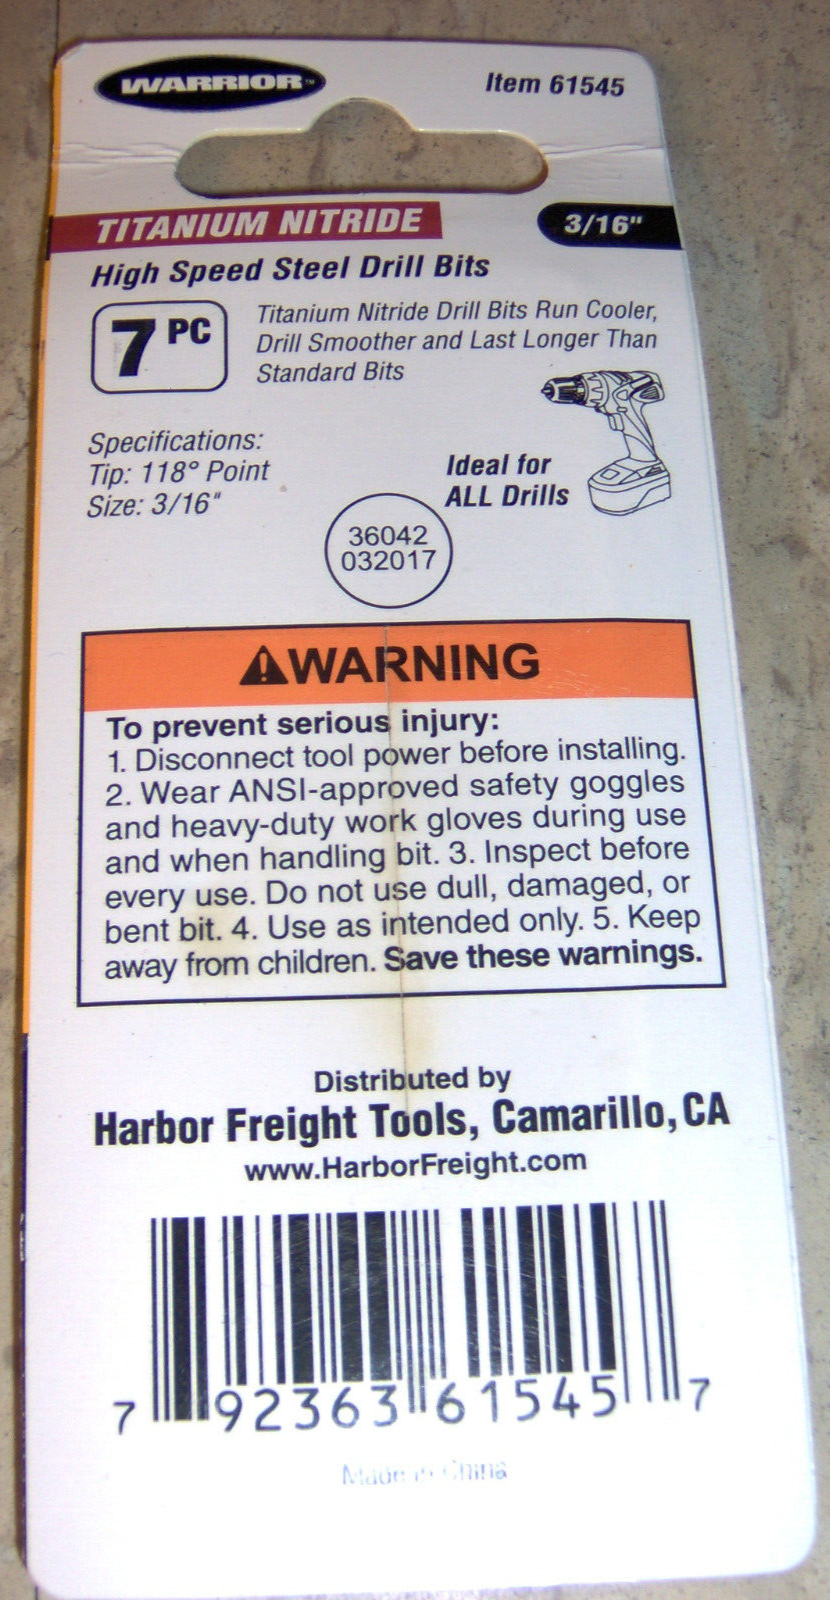 WARRIOR™
Item 61545
TITANIUM NITRIDE
3/16"
High Speed Steel Drill Bits
7 PC
Titanium Nitride Drill Bits Run Cooler,
Drill Smoother and Last Longer Than
Standard Bits
Specifications:
Tip: 118° Point
Size: 3/16"
Ideal for
ALL Drills
36042
032017
WARNING
To prevent serious injury:
1. Disconnect tool power before installing.
2. Wear ANSI-approved safety goggles
and heavy-duty work gloves during use
and when handling bit. 3. Inspect before
every use. Do not use dull, damaged, or
bent bit. 4. Use as intended only. 5. Keep
away from children. Save these warnings.
Distributed by
Harbor Freight Tools, Camarillo, CA
www.HarborFreight.com
7 92363 61545 7
Made in China